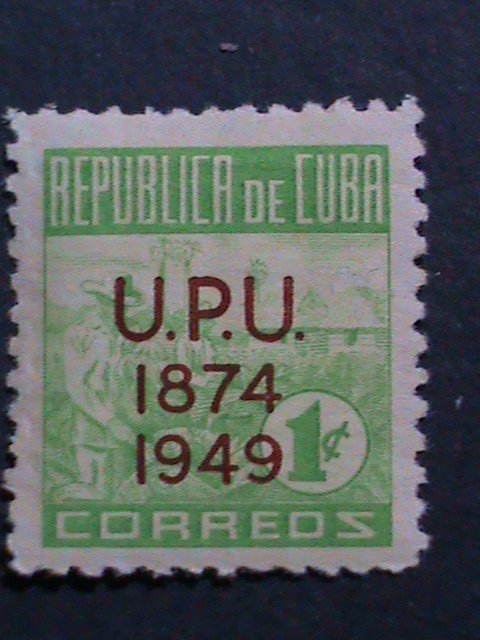 REPUBLICA DE CUBA
U.P.U.
1874
1949
1¢
CORREOS